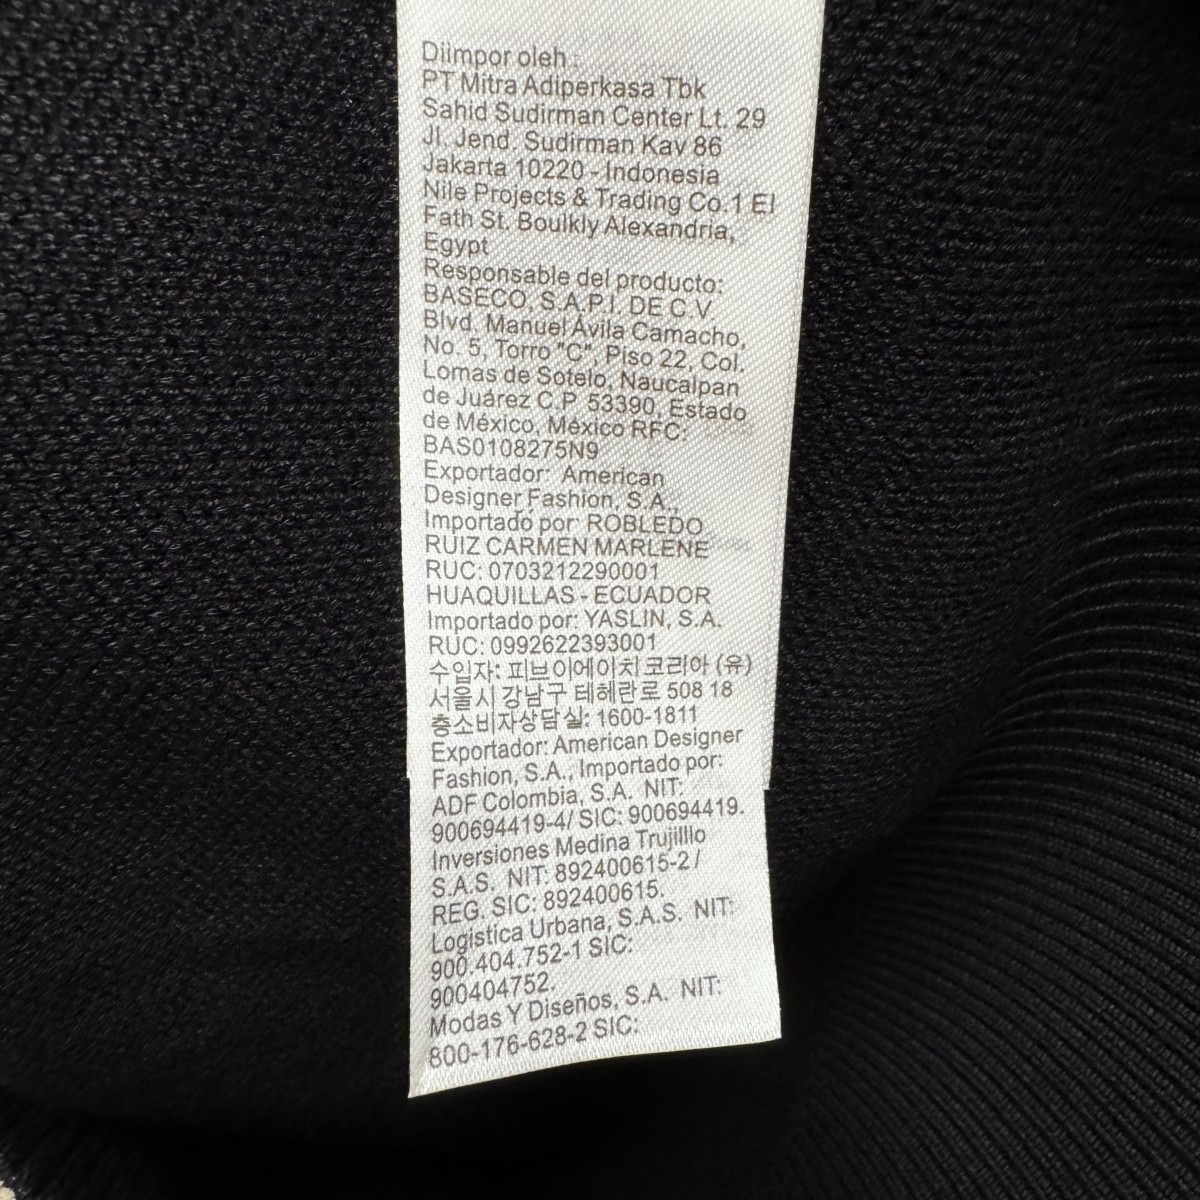 Diimpor oleh :
PT Mitra Adiperkasa Tbk
Sahid Sudirman Center Lt. 29
Jl. Jend. Sudirman Kav 86
Jakarta 10220 - Indonesia
Nile Projects & Trading Co.1 El
Fath St. Boulkly Alexandria,
Egypt
Responsable del producto:
BASECO, S.A.P.I. DE C.V.
Blvd. Manuel Ávila Camacho,
No. 5, Torro "C", Piso 22, Col.
Lomas de Sotelo, Naucalpan
de Juárez C.P. 53390, Estado
de México, México RFC:
BAS0108275N9
Exportador: American
Designer Fashion, S.A.,
Importado por: ROBLEDO
RUIZ CARMEN MARLENE
RUC: 0703212290001
HUAQUILLAS - ECUADOR
Importado por: YASLIN, S.A.
RUC: 0992622393001
수입자: 피브이에이치코리아 (유)
서울시 강남구 테헤란로 508 18
층소비자상담실: 1600-1811
Exportador: American Designer
Fashion, S.A., Importado por:
ADF Colombia, S.A. NIT:
900694419-4/ SIC: 900694419.
Inversiones Medina Trujilllo
S.A.S. NIT: 892400615-2 /
REG. SIC: 892400615.
Logistica Urbana, S.A.S. NIT:
900.404.752-1 SIC:
900404752.
Modas Y Diseños, S.A. NIT:
800-176-628-2 SIC: